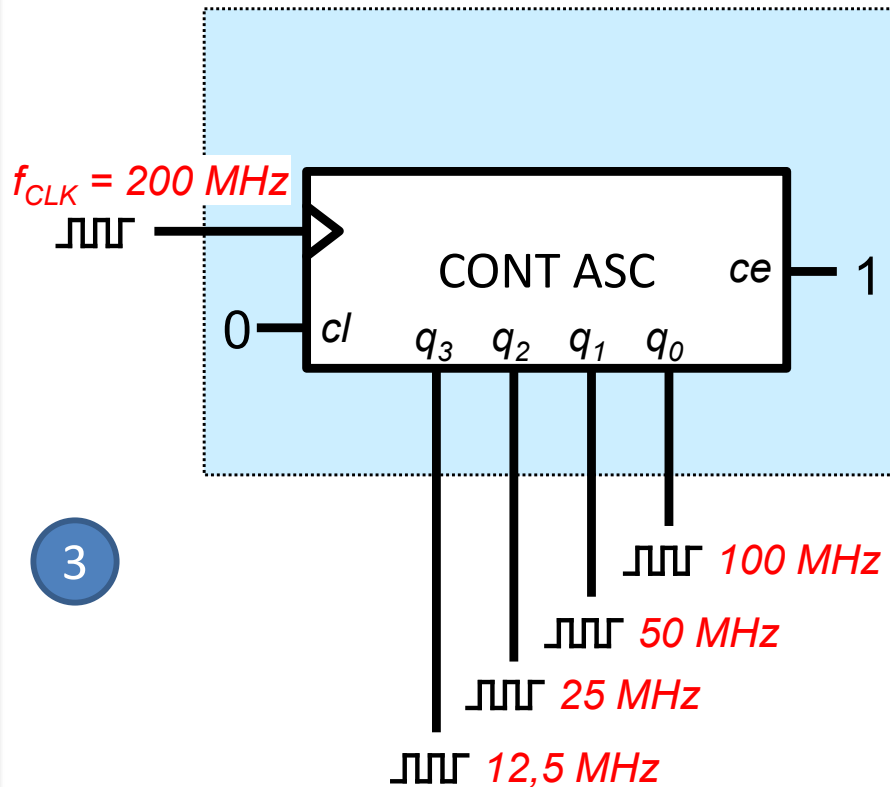 f_CLK = 200 MHz
CONT ASC
ce
1
0
cl
q_3
q_2
q_1
q_0
3
100 MHz
50 MHz
25 MHz
12,5 MHz